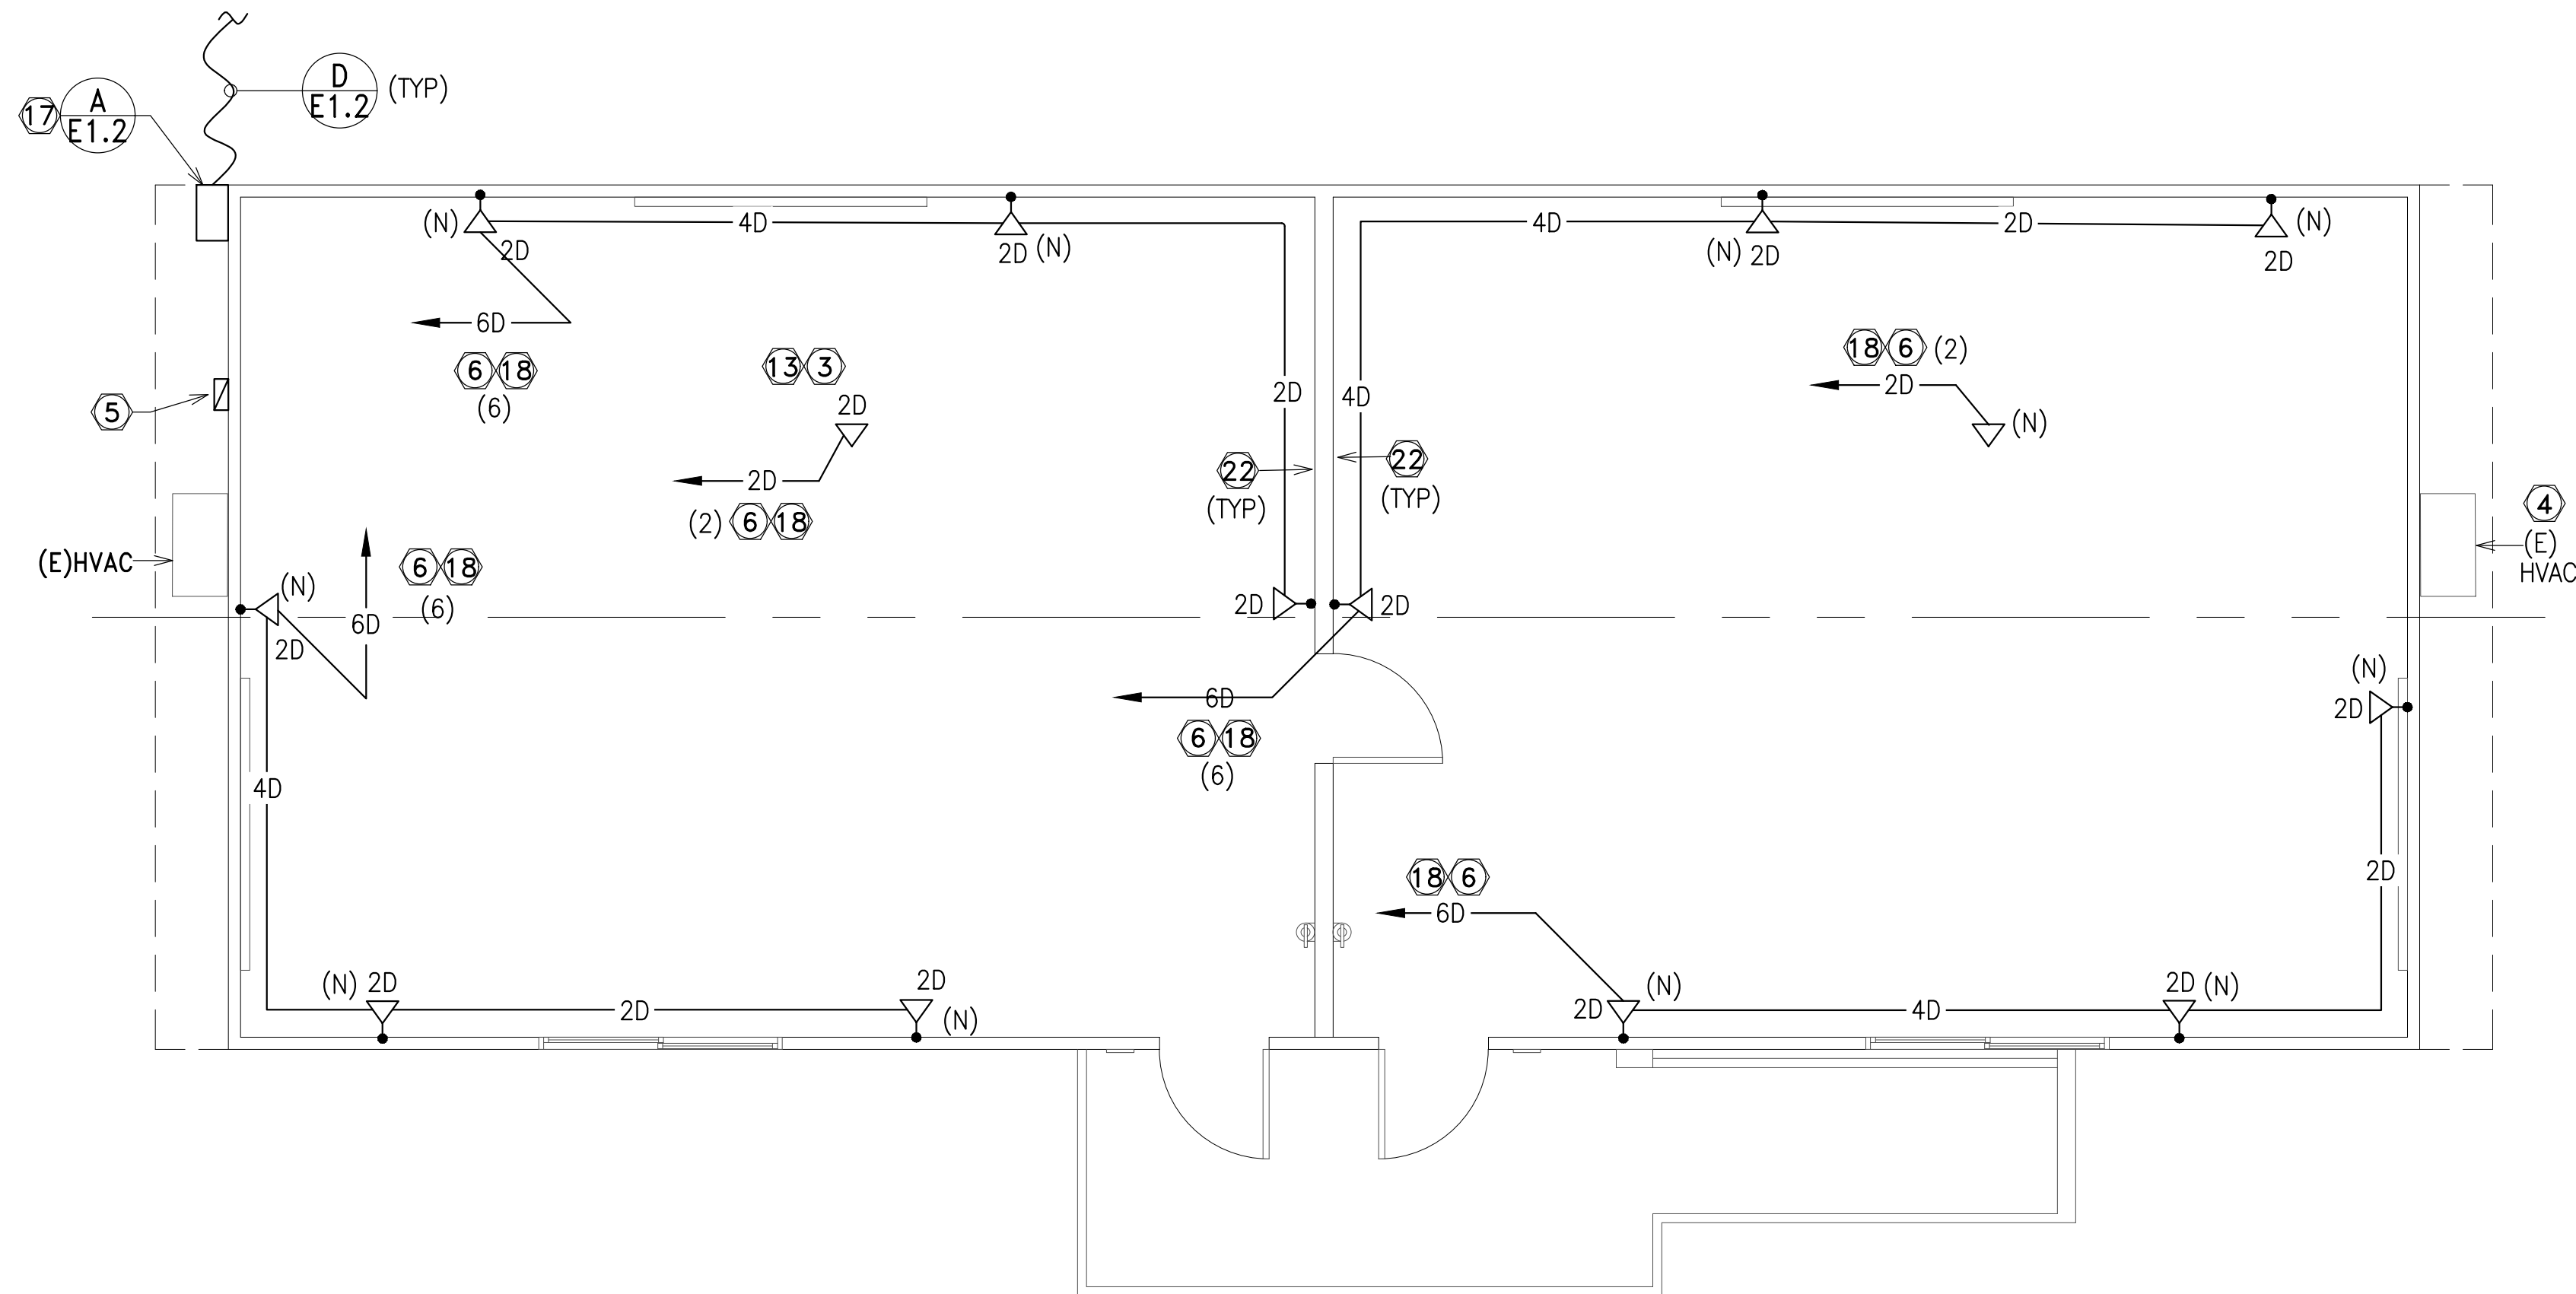 D
E1.2
(TYP)
17
A
E1.2
(N)
2D
4D
2D (N)
4D
(N) 2D
2D
(N)
2D
6D
6 18
(6)
13 3
2D
2D
(2) 6 18
2D
4D
22
(TYP)
22
(TYP)
18 6 (2)
2D
(N)
5
(E)HVAC
4
(E)
HVAC
(N)
2D
6D
6 18
(6)
2D
2D
6D
6 18
(6)
(N)
2D
4D
2D
18 6
6D
(N) 2D
2D
2D
(N)
2D
(N)
4D
2D (N)